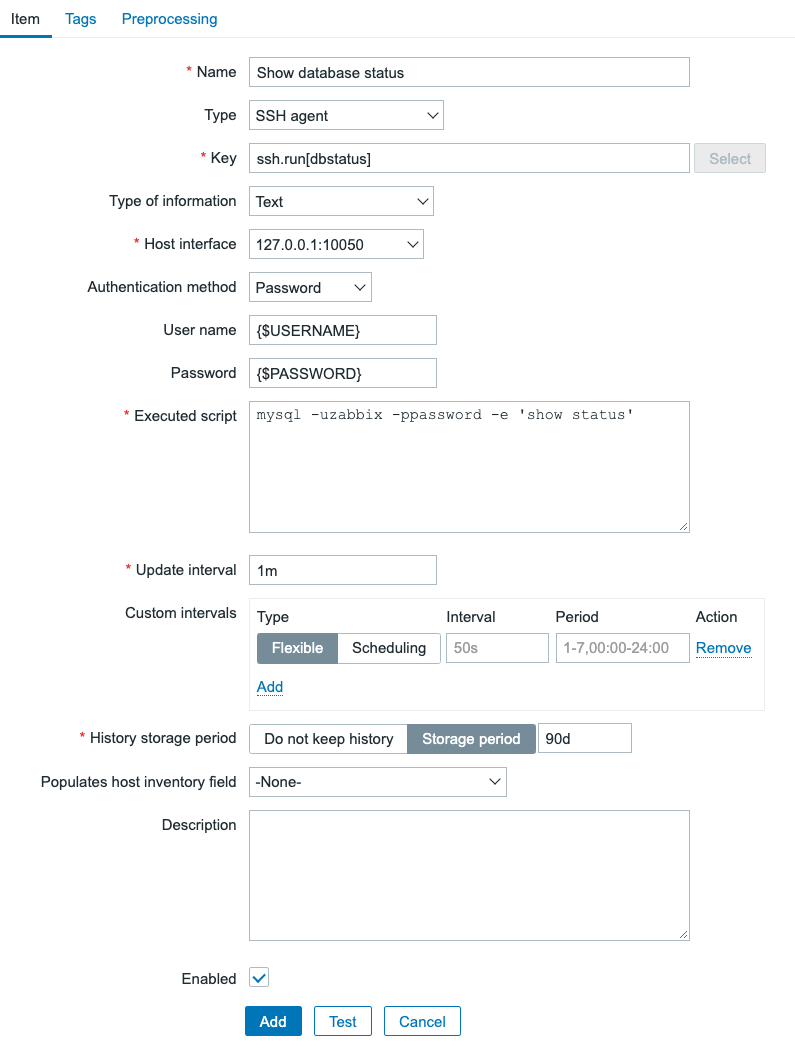 Item Tags Preprocessing
* Name Show database status
Type SSH agent
* Key ssh.run[dbstatus] Select
Type of information Text
* Host interface 127.0.0.1:10050
Authentication method Password
User name {$USERNAME}
Password {$PASSWORD}
* Executed script mysql -uzabbix -ppassword -e 'show status'
* Update interval 1m
Custom intervals Type Interval Period Action
Flexible Scheduling 50s 1-7,00:00-24:00 Remove
Add
* History storage period Do not keep history Storage period 90d
Populates host inventory field -None-
Description
Enabled
Add Test Cancel